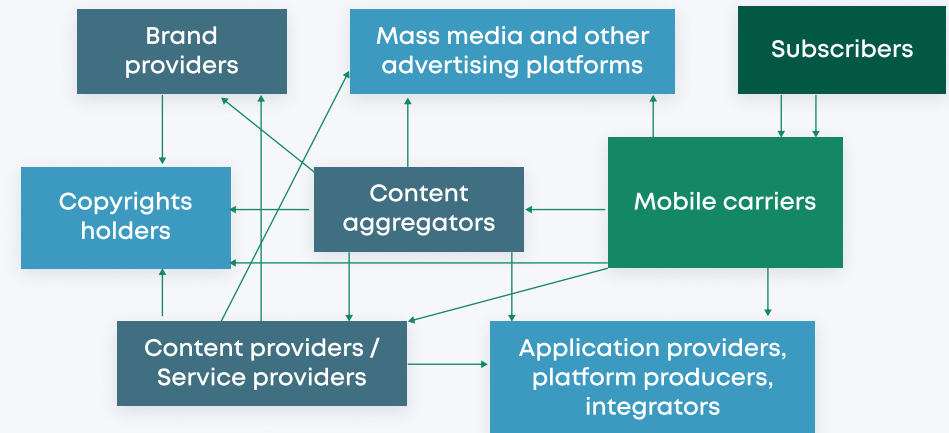 Brand
providers
Mass media and other
advertising platforms
Subscribers
Copyrights
holders
Content
aggregators
Mobile carriers
Content providers /
Service providers
Application providers,
platform producers,
integrators